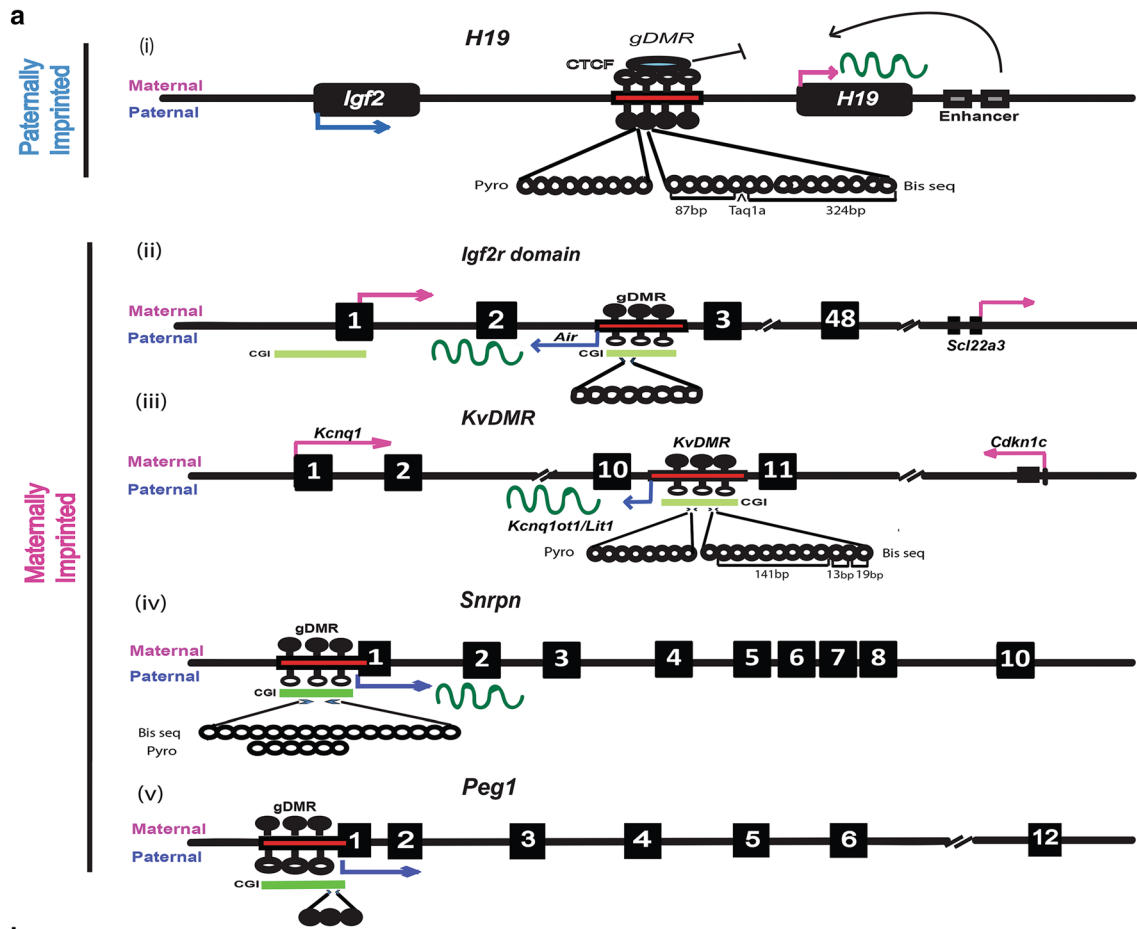 a
Paternally
Imprinted
(i)
H19
gDMR
CTCF
Maternal
Paternal
Igf2
H19
Enhancer
Pyro
Bis seq
87bp
Taq1a
324bp
Maternally
Imprinted
(ii)
Igf2r domain
Maternal
Paternal
1
2
gDMR
3
48
Air
CGI
CGI
Scl22a3
(iii)
KvDMR
Maternal
Paternal
Kcnq1
1
2
10
KvDMR
11
Cdkn1c
CGI
Kcnq1ot1/Lit1
Pyro
Bis seq
141bp
13bp
19bp
(iv)
Snrpn
Maternal
Paternal
gDMR
1
2
3
4
5
6
7
8
10
CGI
Bis seq
Pyro
(v)
Peg1
Maternal
Paternal
gDMR
1
2
3
4
5
6
12
CGI